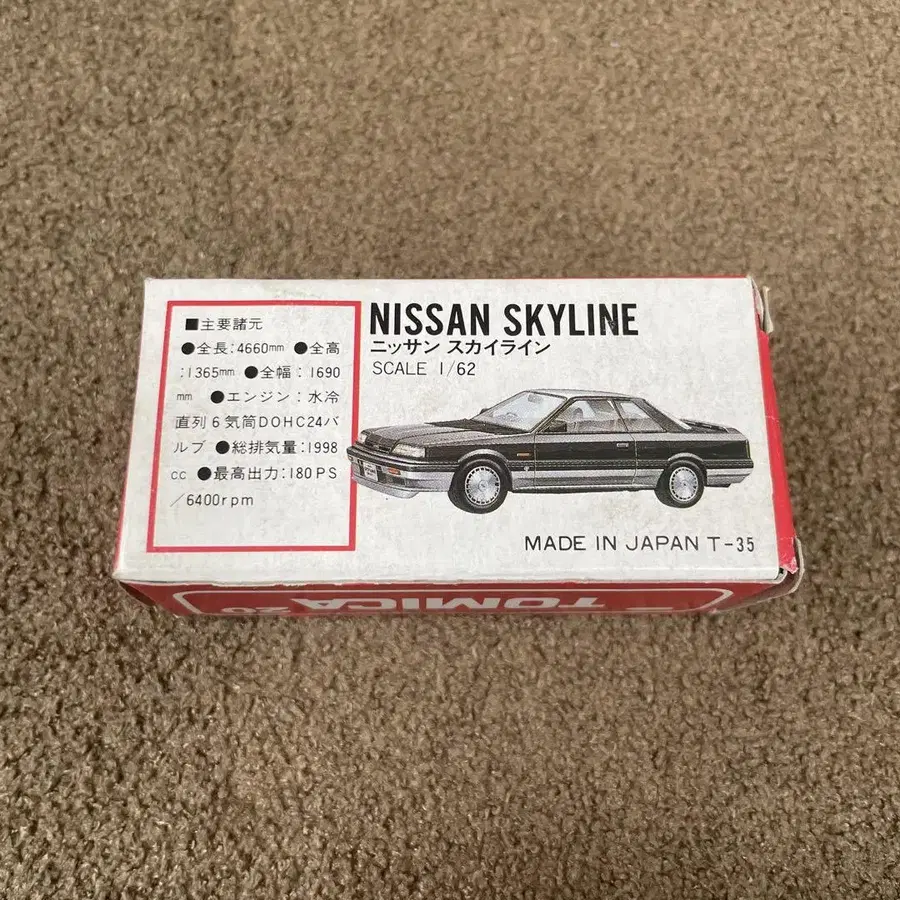 ■主要諸元
●全長:4660mm ●全高
:1365mm ●全幅:1690
mm ●エンジン:水冷
直列6気筒DOHC24バ
ルブ ●総排気量:1998
cc ●最高出力:180PS
/6400rpm
NISSAN SKYLINE
ニッサン スカイライン
SCALE 1/62
MADE IN JAPAN T-35
TOMICA 20